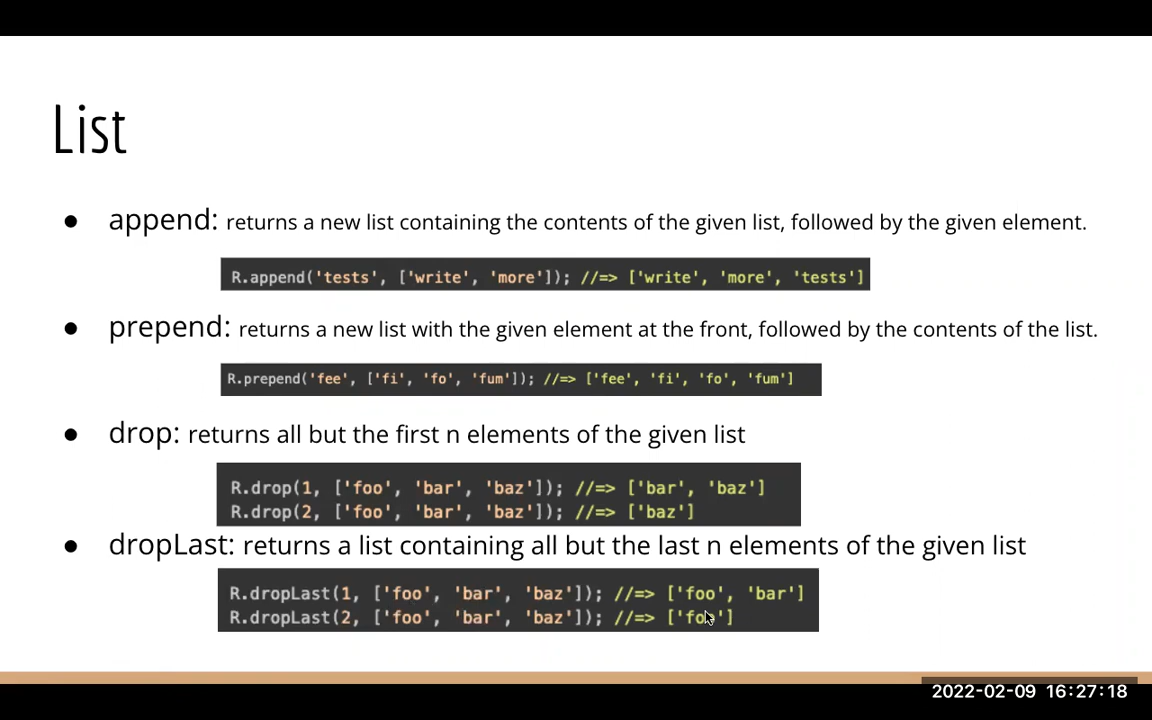 List
● append: returns a new list containing the contents of the given list, followed by the given element.
R.append('tests', ['write', 'more']); //=> ['write', 'more', 'tests']
● prepend: returns a new list with the given element at the front, followed by the contents of the list.
R.prepend('fee', ['fi', 'fo', 'fum']); //=> ['fee', 'fi', 'fo', 'fum']
● drop: returns all but the first n elements of the given list
R.drop(1, ['foo', 'bar', 'baz']); //=> ['bar', 'baz']
R.drop(2, ['foo', 'bar', 'baz']); //=> ['baz']
● dropLast: returns a list containing all but the last n elements of the given list
R.dropLast(1, ['foo', 'bar', 'baz']); //=> ['foo', 'bar']
R.dropLast(2, ['foo', 'bar', 'baz']); //=> ['foo']
2022-02-09 16:27:18